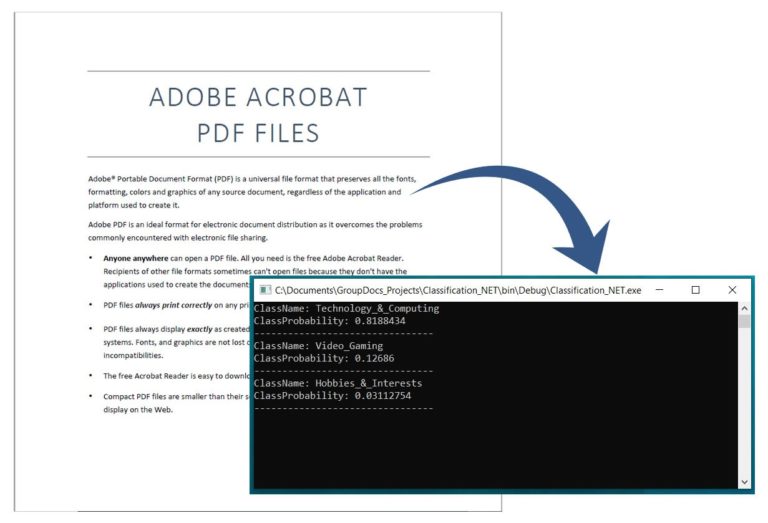 ADOBE ACROBAT
PDF FILES
Adobe® Portable Document Format (PDF) is a universal file format that preserves all the fonts,
formatting, colors and graphics of any source document, regardless of the application and
platform used to create it.
Adobe PDF is an ideal format for electronic document distribution as it overcomes the problems
commonly encountered with electronic file sharing.
• Anyone anywhere can open a PDF file. All you need is the free Adobe Acrobat Reader.
Recipients of other file formats sometimes can't open files because they don't have the
applications used to create the document
• PDF files always print correctly on any
• PDF files always display exactly as created
systems. Fonts, and graphics are not lost
incompatibilities.
• The free Acrobat Reader is easy to
• Compact PDF files are smaller than their
display on the Web.
C:\Documents\GroupDocs_Projects\Classification_NET\bin\Debug\Classification_NET.exe
ClassName: Technology_&_Computing
ClassProbability: 0.8188434
--------------------------------
ClassName: Video_Gaming
ClassProbability: 0.12686
--------------------------------
ClassName: Hobbies_&_Interests
ClassProbability: 0.03112754
--------------------------------